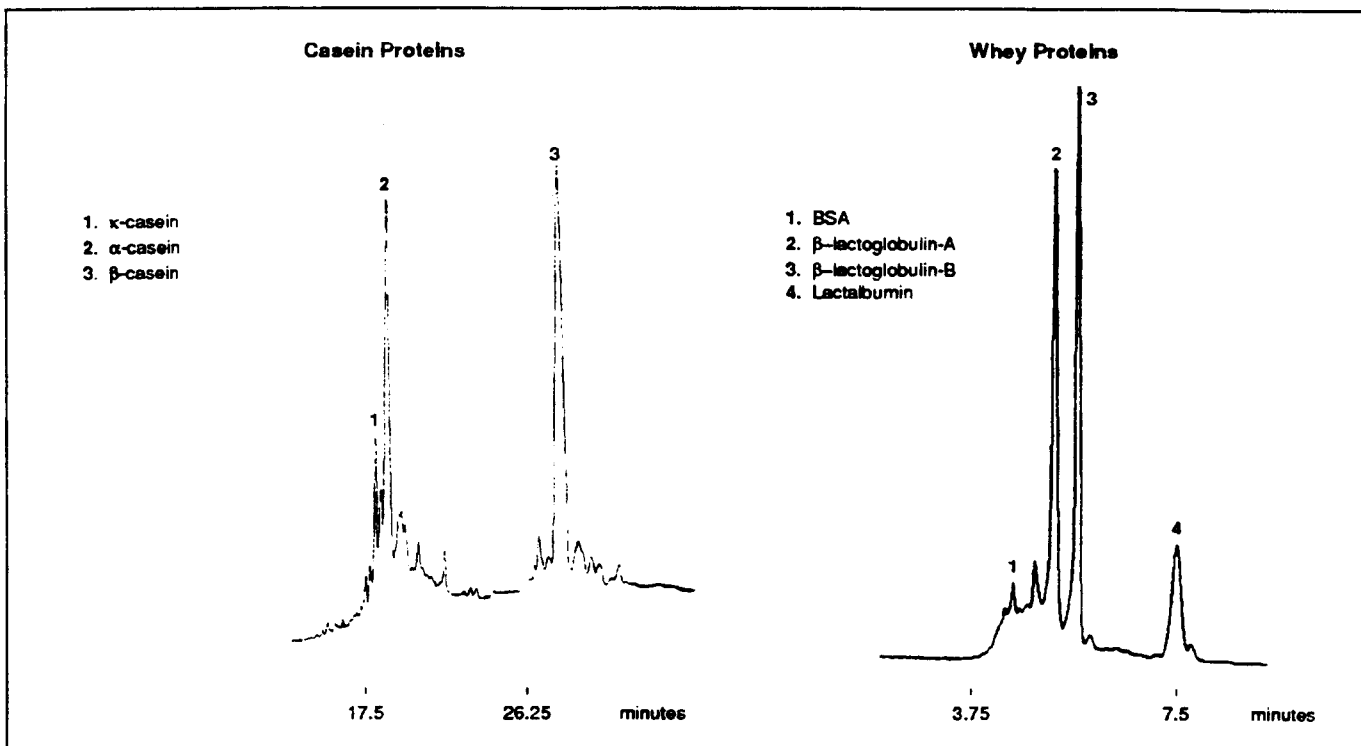 Casein Proteins
1. κ-casein
2. α-casein
3. β-casein
1
2
3
17.5 26.25 minutes
Whey Proteins
1. BSA
2. β-lactoglobulin-A
3. β-lactoglobulin-B
4. Lactalbumin
1
2
3
4
3.75 7.5 minutes